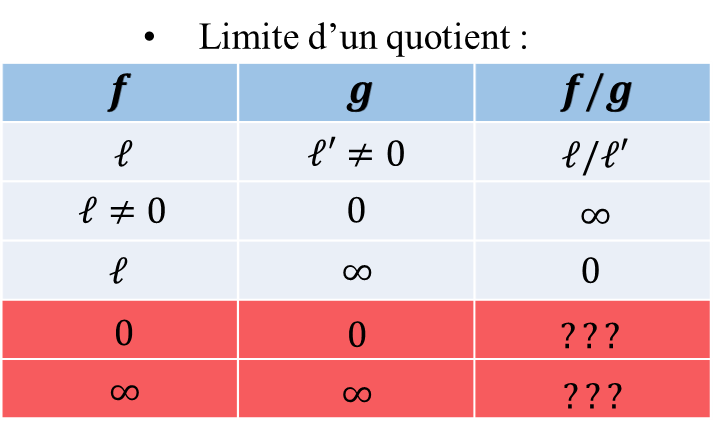 • Limite d’un quotient :
f g f/g
ℓ ℓ′ ≠ 0 ℓ/ℓ′
ℓ ≠ 0 0 ∞
ℓ ∞ 0
0 0 ???
∞ ∞ ???